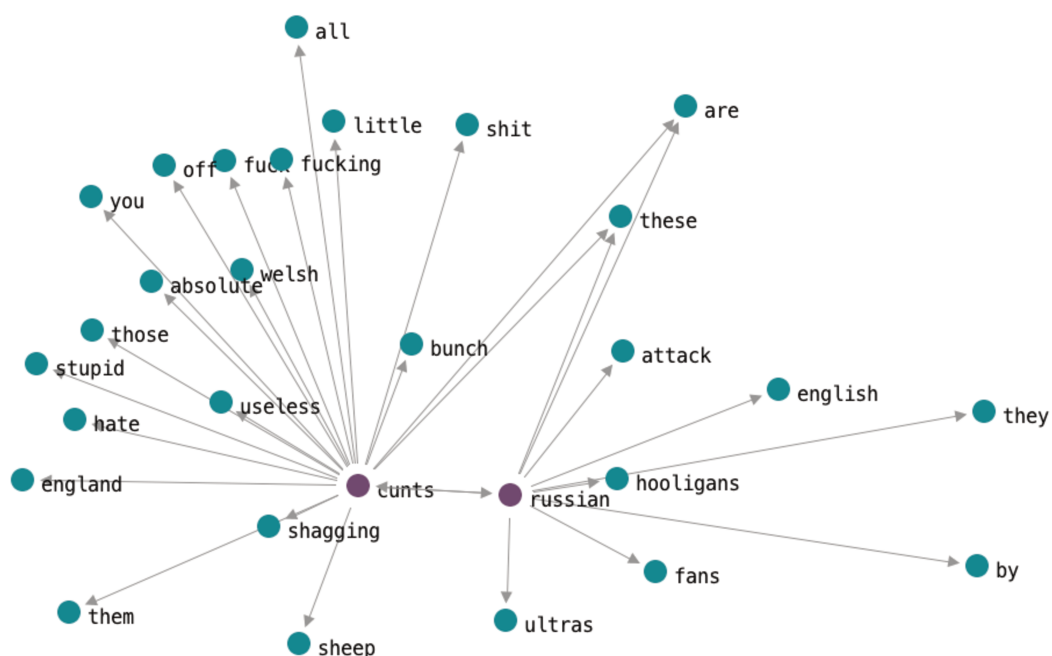 all
little
shit
are
off
fuck
fucking
you
these
welsh
absolute
those
bunch
attack
stupid
english
useless
they
hate
england
hooligans
cunts
russian
shagging
by
fans
them
ultras
sheep